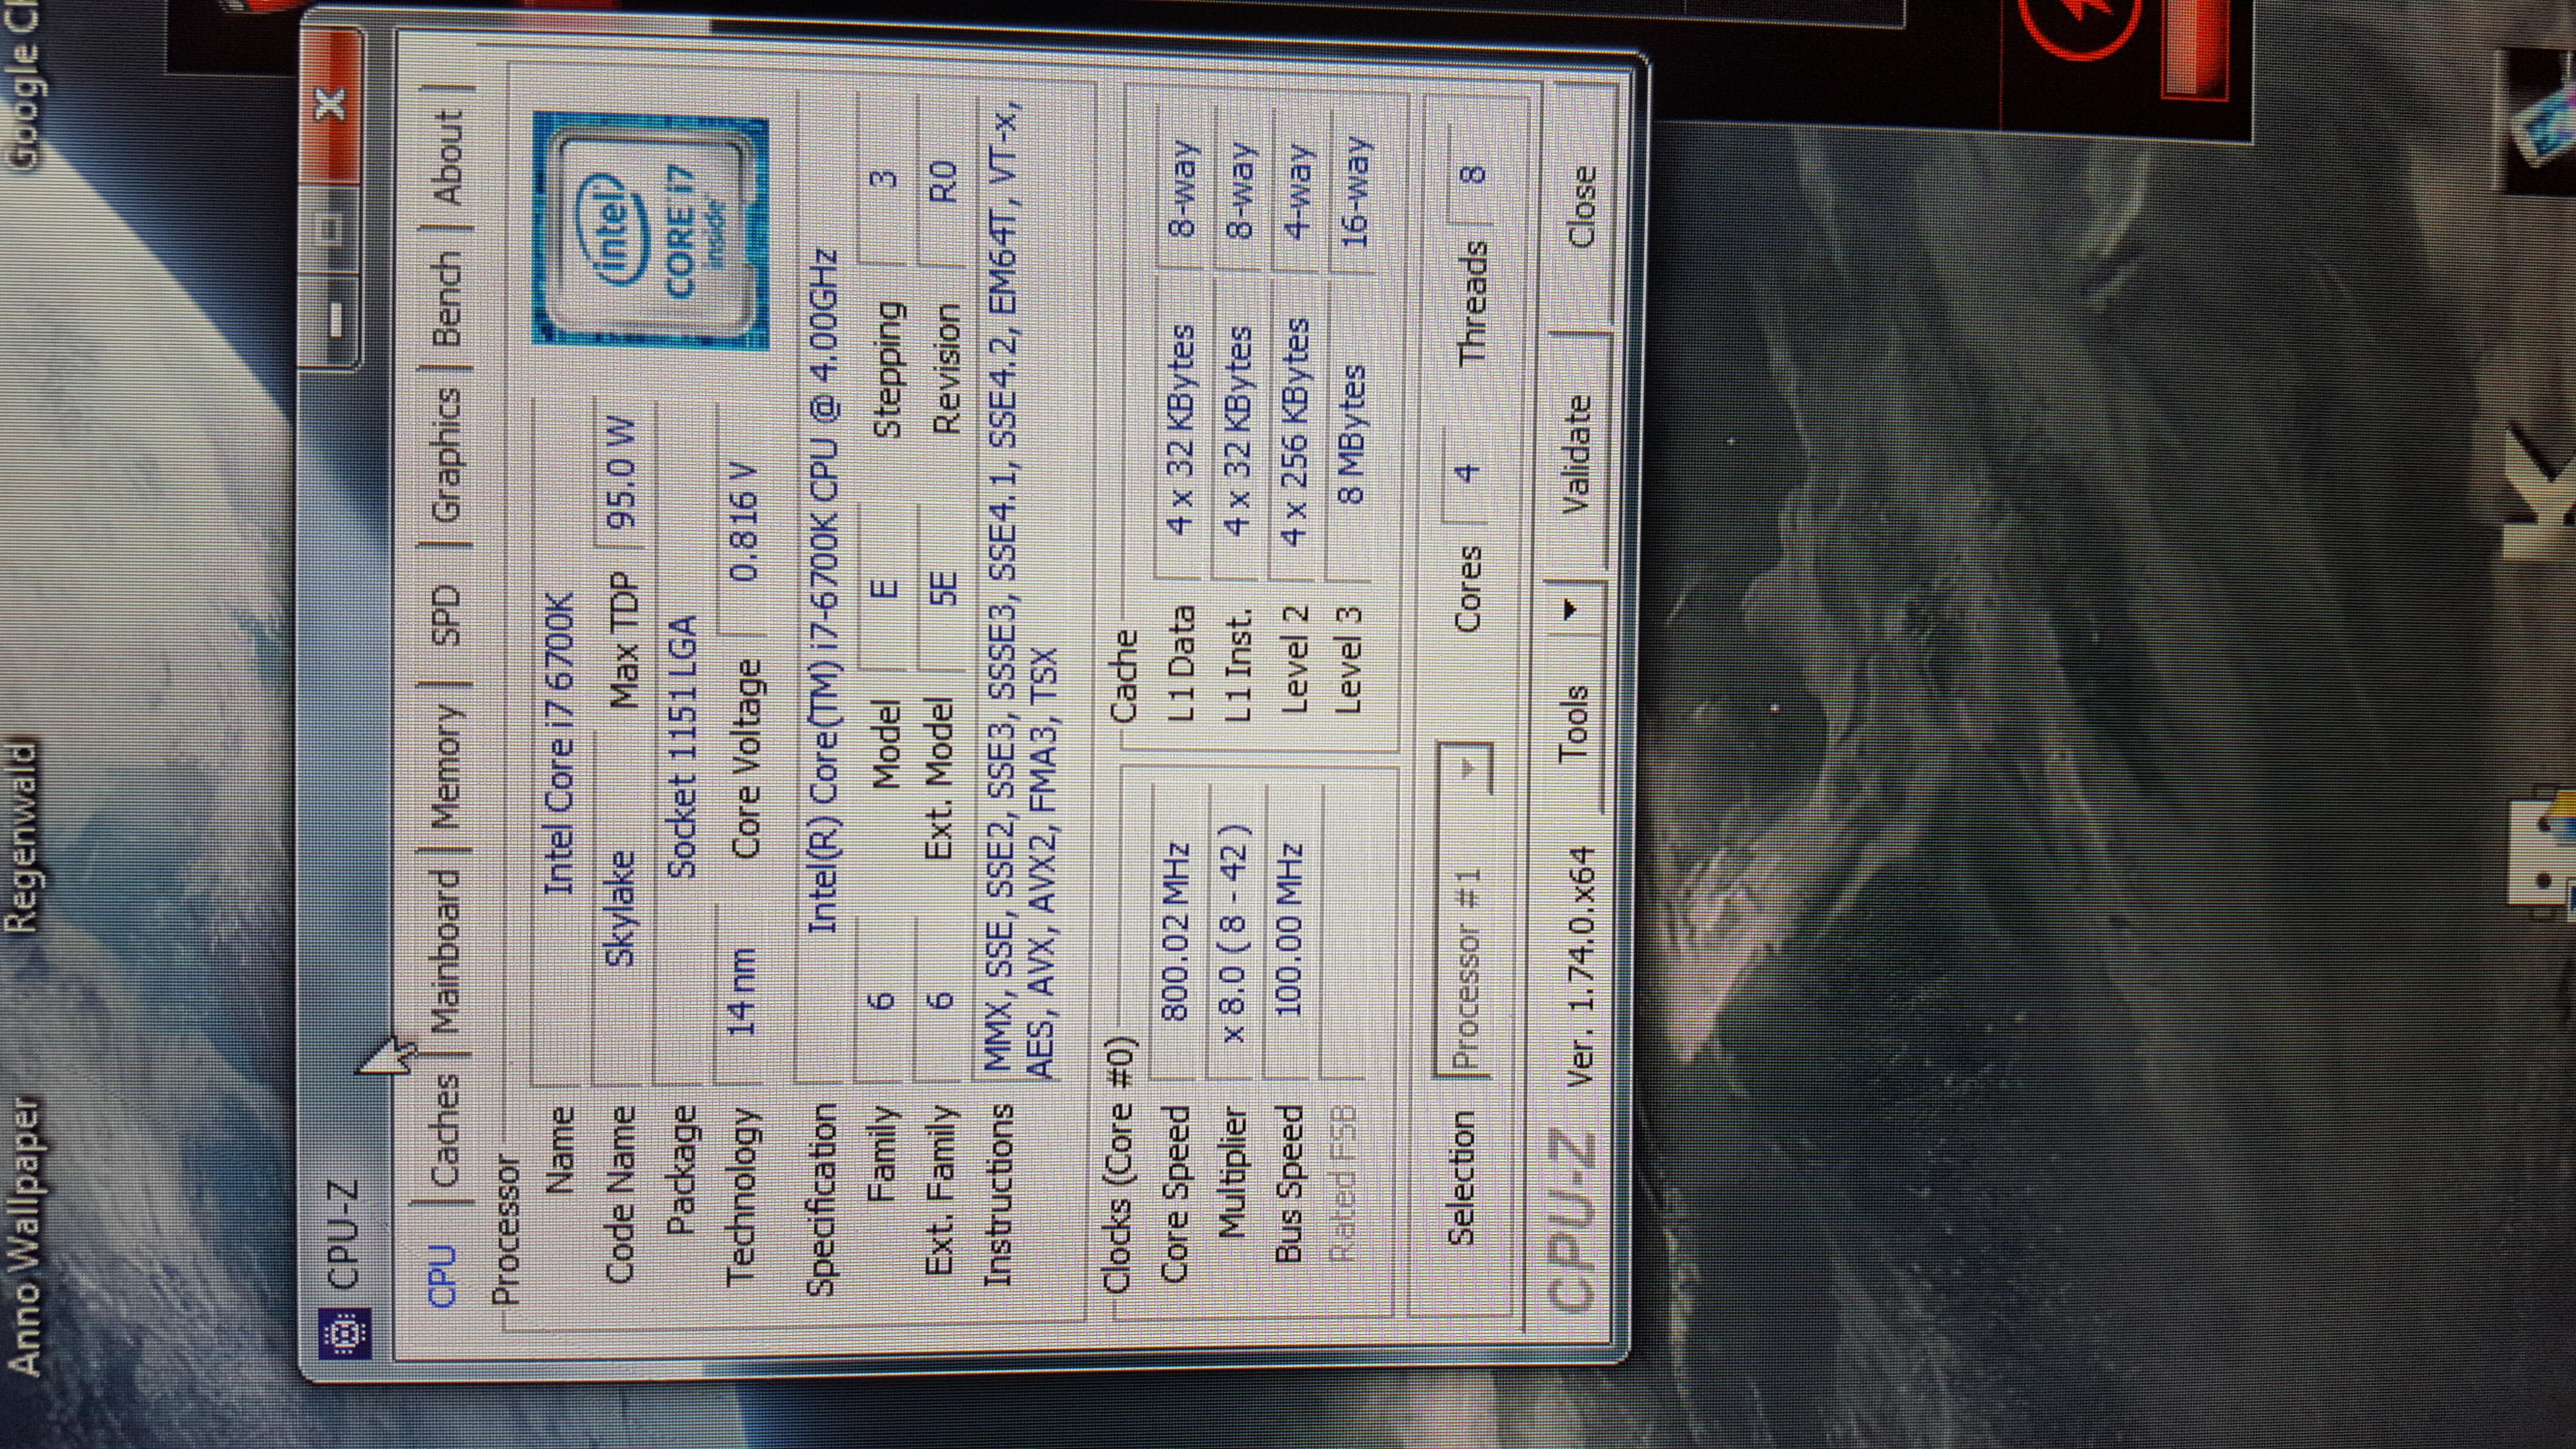 Anno Wallpaper
Regenwald
Google
CPU-Z
CPU Caches Mainboard Memory SPD Graphics Bench About
Processor
Name Intel Core i7 6700K
Code Name Skylake Max TDP 95.0 W
Package Socket 1151 LGA
Technology 14 nm Core Voltage 0.816 V
(intel)
CORE i7
inside
Specification Intel(R) Core(TM) i7-6700K CPU @ 4.00GHz
Family 6 Model E Stepping 3
Ext. Family 6 Ext. Model 5E Revision R0
Instructions MMX, SSE, SSE2, SSE3, SSSE3, SSE4.1, SSE4.2, EM64T, VT-x,
AES, AVX, AVX2, FMA3, TSX
Clocks (Core #0)
Core Speed 800.02 MHz
Multiplier x 8.0 ( 8 - 42 )
Bus Speed 100.00 MHz
Rated FSB
Cache
L1 Data 4 x 32 KBytes 8-way
L1 Inst. 4 x 32 KBytes 8-way
Level 2 4 x 256 KBytes 4-way
Level 3 8 MBytes 16-way
Selection Processor #1 Cores 4 Threads 8
CPU-Z Ver. 1.74.0.x64 Tools Validate Close